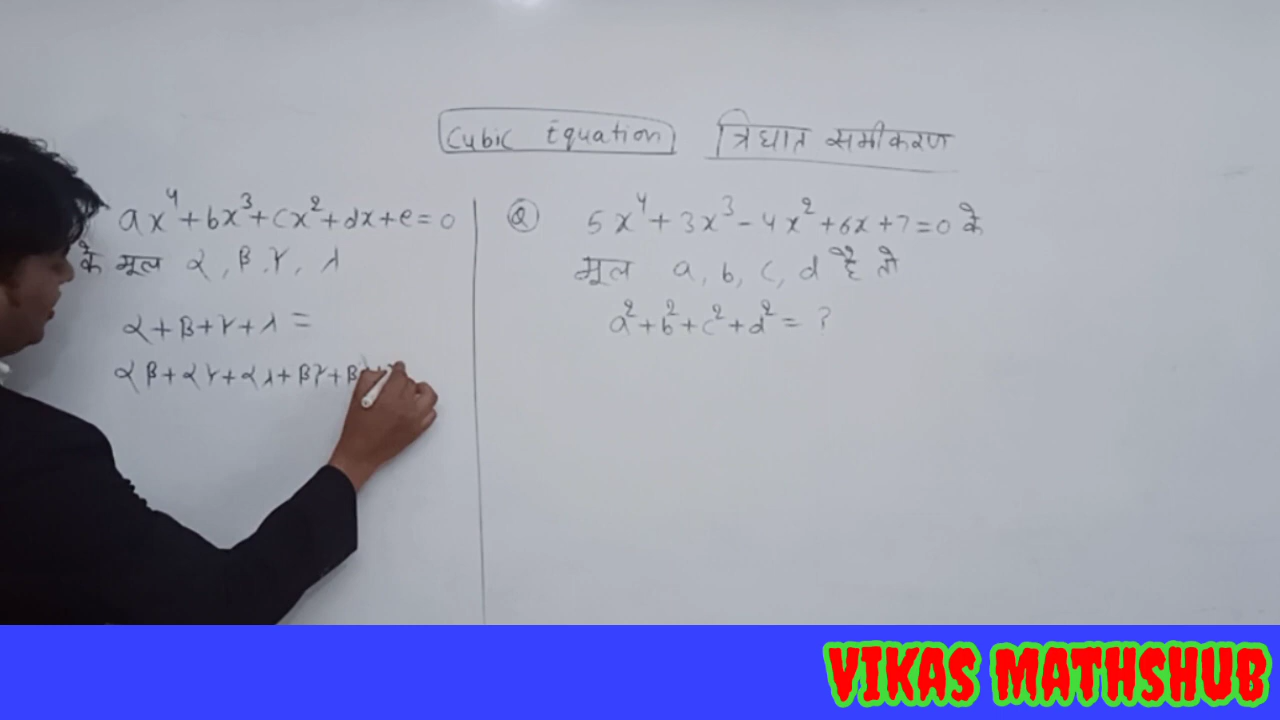 Cubic Equation त्रिघात समीकरण
ax⁴+bx³+cx²+dx+e=0
के मूल α, β, γ, λ
α+β+γ+λ=
αβ+αγ+αλ+βγ+
Q 5x⁴+3x³-4x²+6x+7=0 के
मूल a, b, c, d है तो
a²+b²+c²+d²=?
VIKAS MATHSHUB